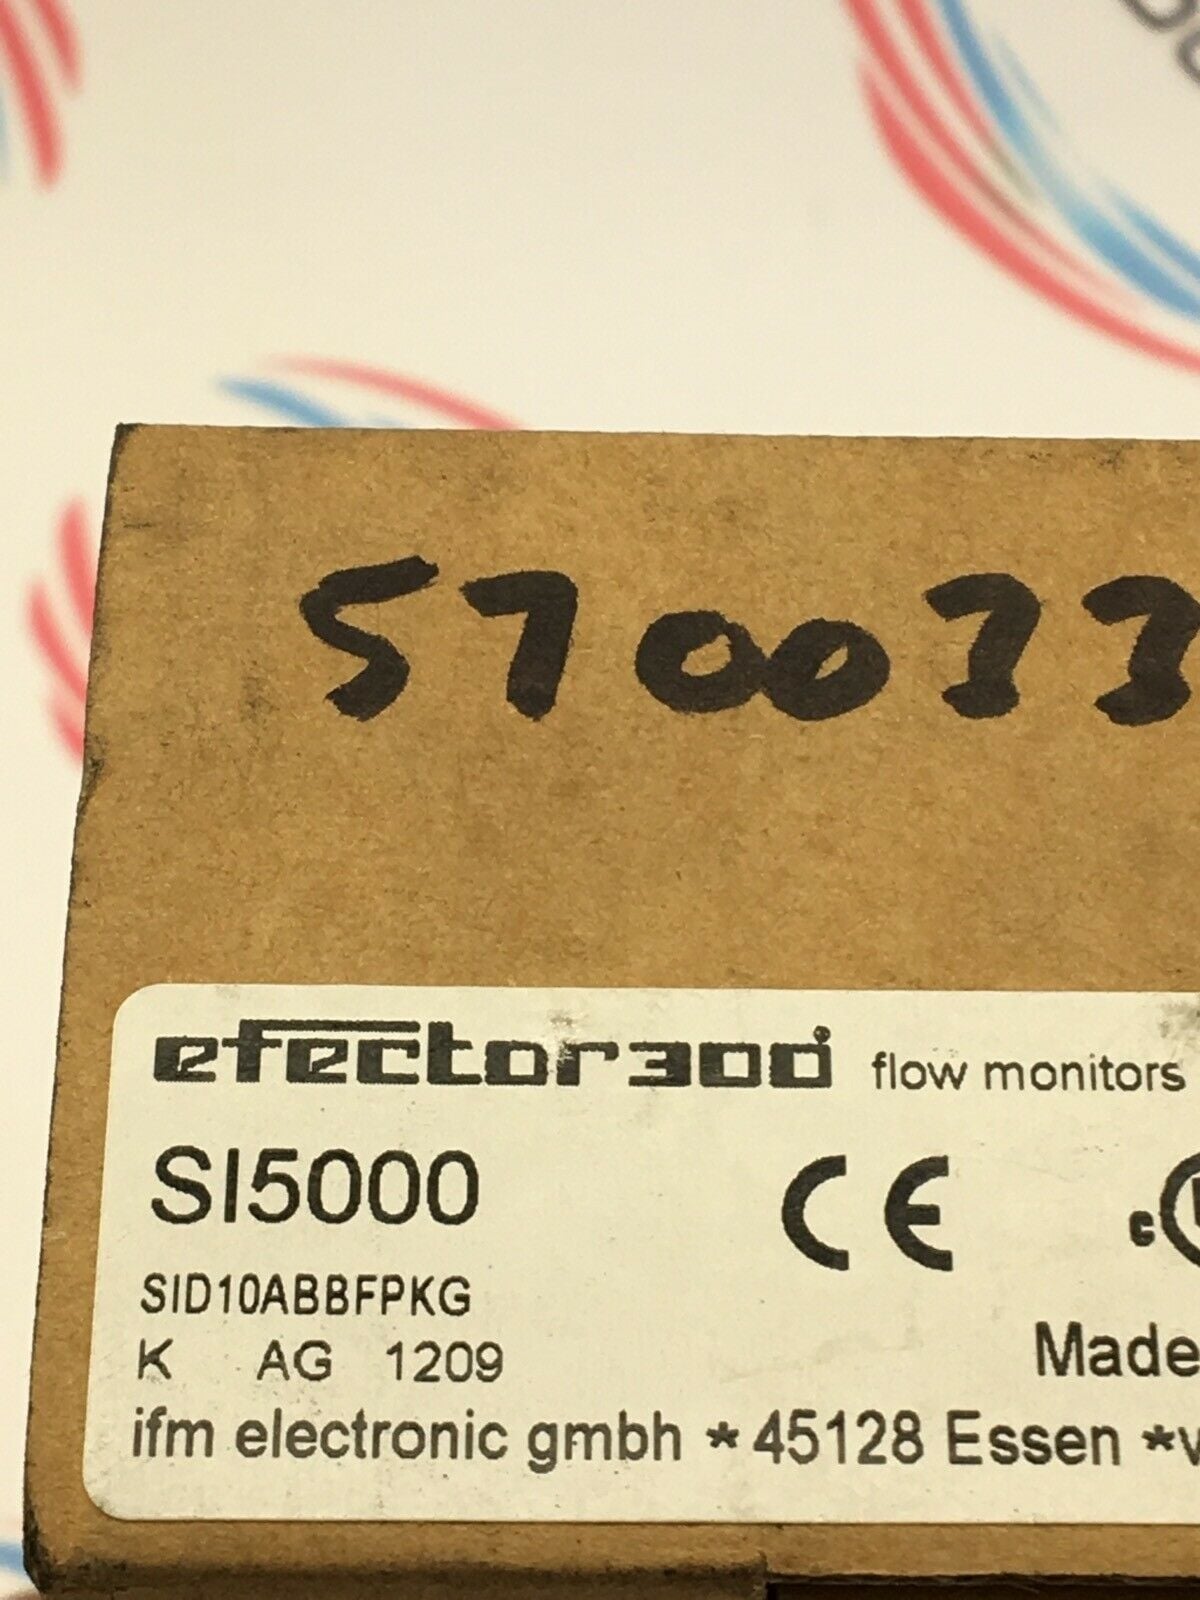 570033
efector300
flow monitors
SI5000
CE
c
SID10ABBFPKG
K AG 1209
Made
ifm electronic gmbh * 45128 Essen *